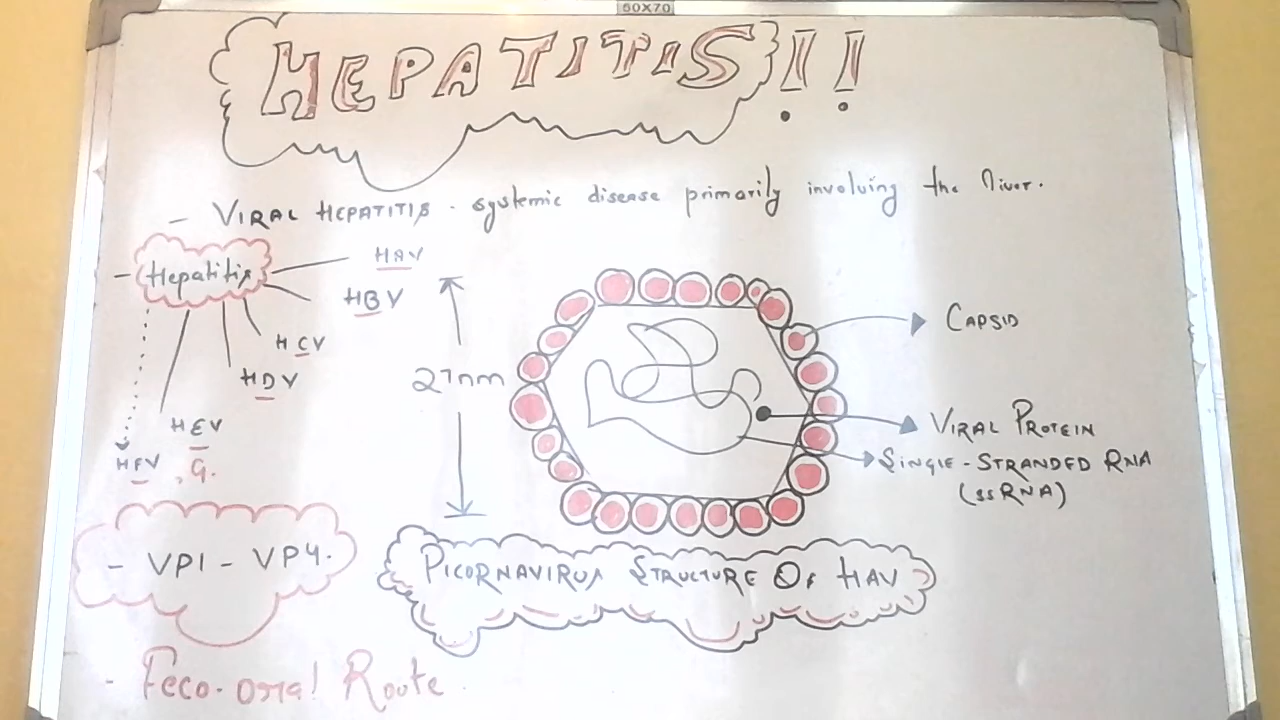 60X70
HEPATITIS!!
- VIRAL HEPATITIS - systemic disease primarily involving the liver.
- Hepatitis
HAV
HBV
HCV
HDV
HEV
HFV , G.
27nm
CAPSID
VIRAL PROTEIN
SINGLE-STRANDED RNA
(ssRNA)
- VP1 - VP4.
PICORNAVIRUS STRUCTURE OF HAV
- Feco-oral Route.